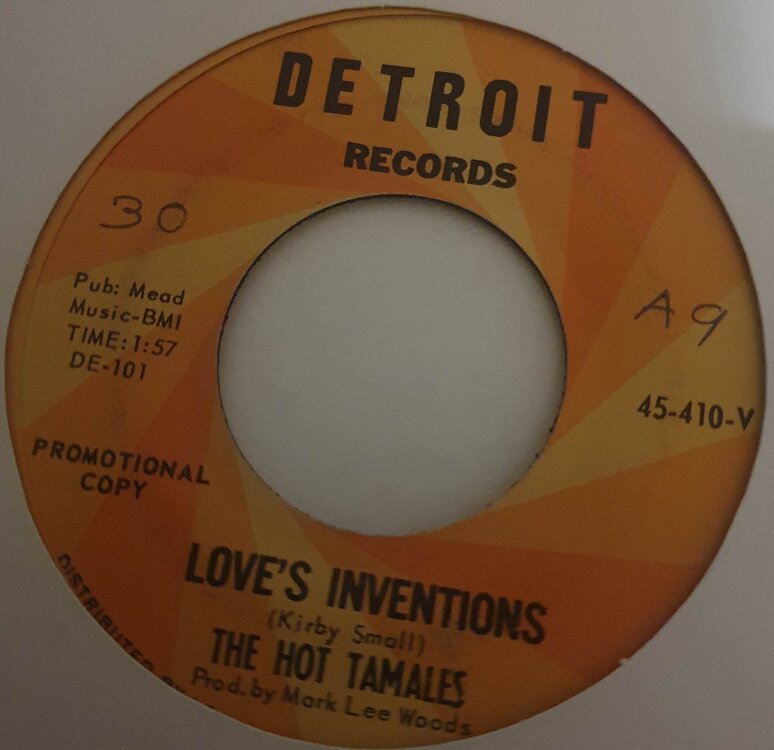 DETROIT
RECORDS
30
Pub: Mead
Music-BMI
TIME: 1:57
DE-101
A9
45-410-V
PROMOTIONAL
COPY
LOVE'S INVENTIONS
(Kirby Small)
THE HOT TAMALES
Prod. by Mark Lee Woods
DISTRIBUTED